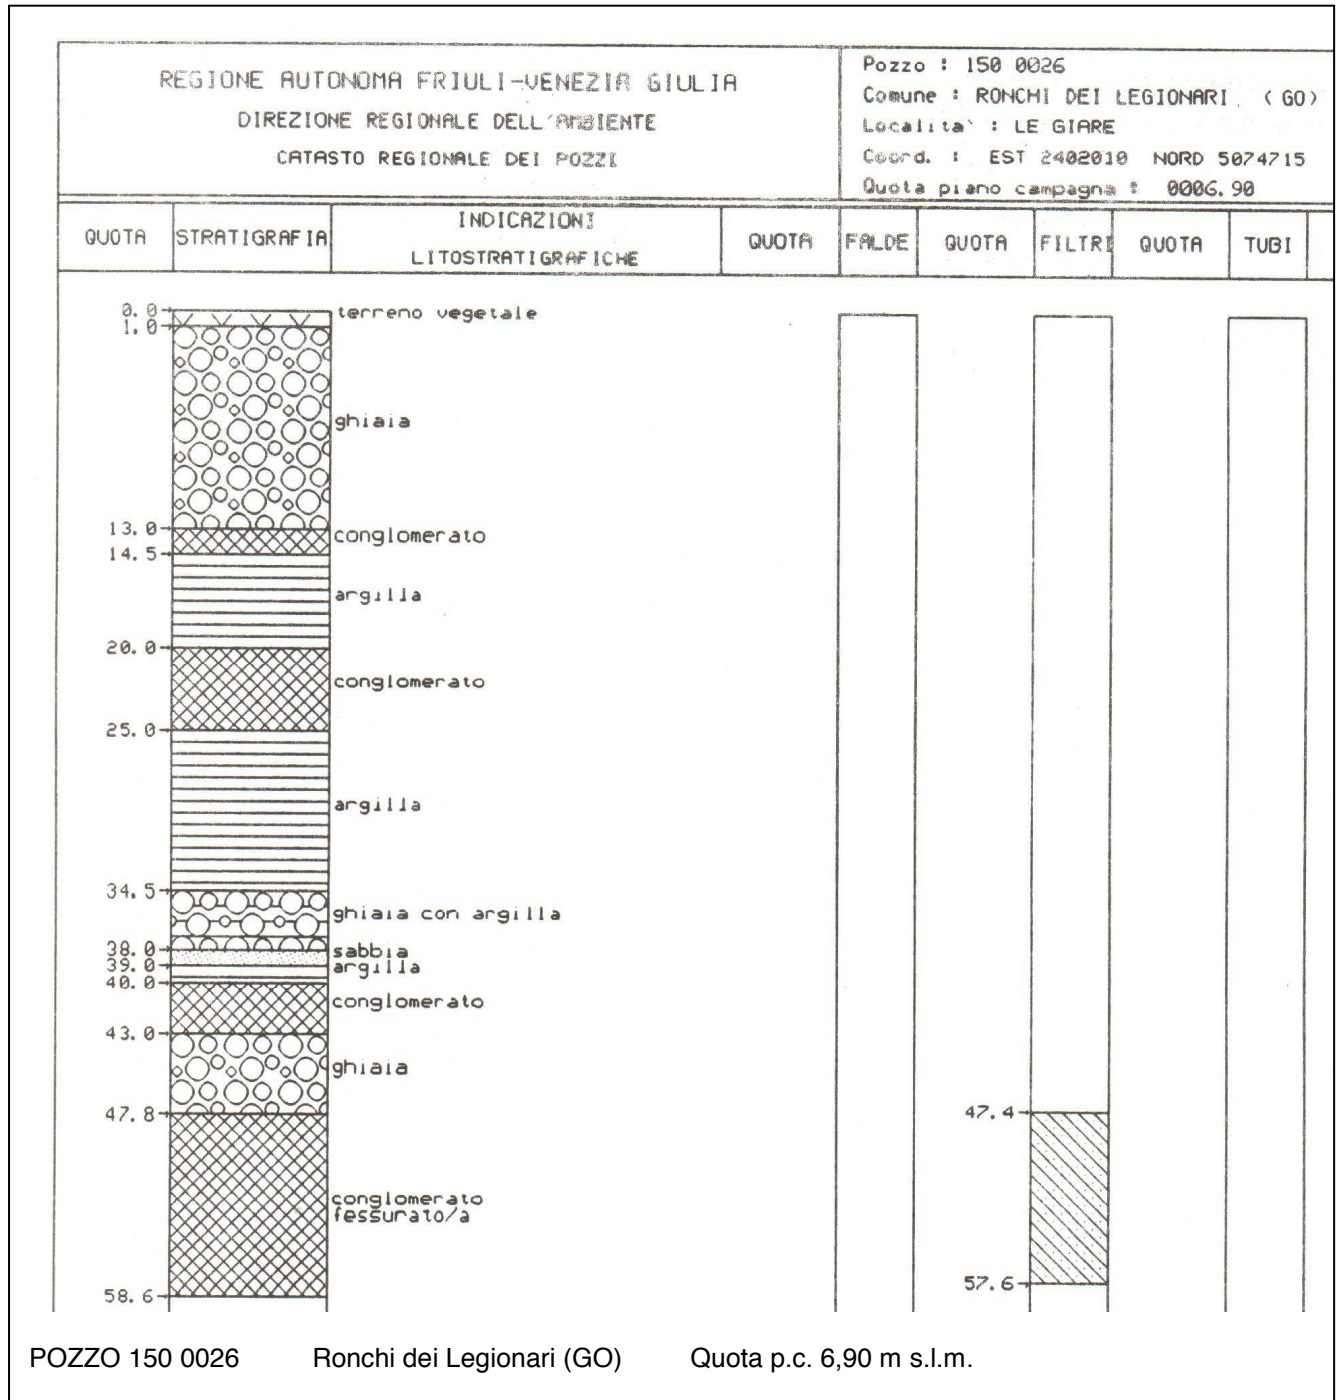 REGIONE AUTONOMA FRIULI-VENEZIA GIULIA
DIREZIONE REGIONALE DELL'AMBIENTE
CATASTO REGIONALE DEI POZZI
Pozzo : 150 0026
Comune : RONCHI DEI LEGIONARI ( GO)
Localita` : LE GIARE
Coord. : EST 2402010 NORD 5074715
Quota piano campagna : 0006.90
QUOTA STRATIGRAFIA INDICAZIONI LITOSTRATIGRAFICHE QUOTA FALDE QUOTA FILTRI QUOTA TUBI
0.0 terreno vegetale
1.0
ghiaia
13.0 conglomerato
14.5
argilla
20.0
conglomerato
25.0
argilla
34.5
ghiaia con argilla
38.0 sabbia
39.0 argilla
40.0
conglomerato
43.0
ghiaia
47.8 47.4
conglomerato
fessurato/a
57.6
58.6
POZZO 150 0026 Ronchi dei Legionari (GO) Quota p.c. 6,90 m s.l.m.